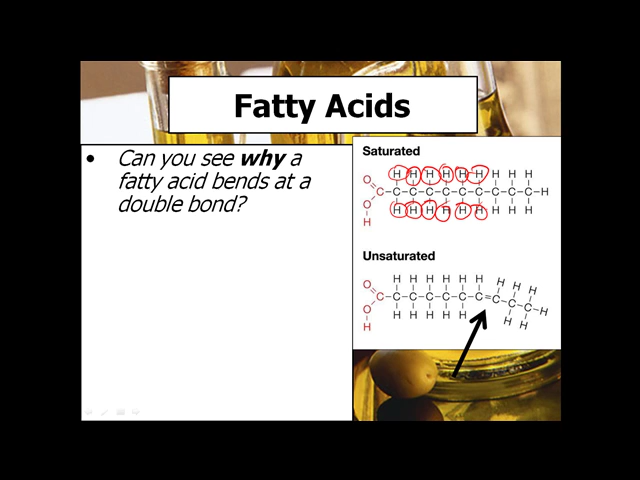 Fatty Acids
• Can you see why a
fatty acid bends at a
double bond?
Saturated
H H H H H H H H H
O
C-C-C-C-C-C-C-C-C-C-H
O
H H H H H H H H H
H
Unsaturated
H H H H H H H H H
O
C-C-C-C-C-C-C=C-C-C-H
O
H H H H H H H
H